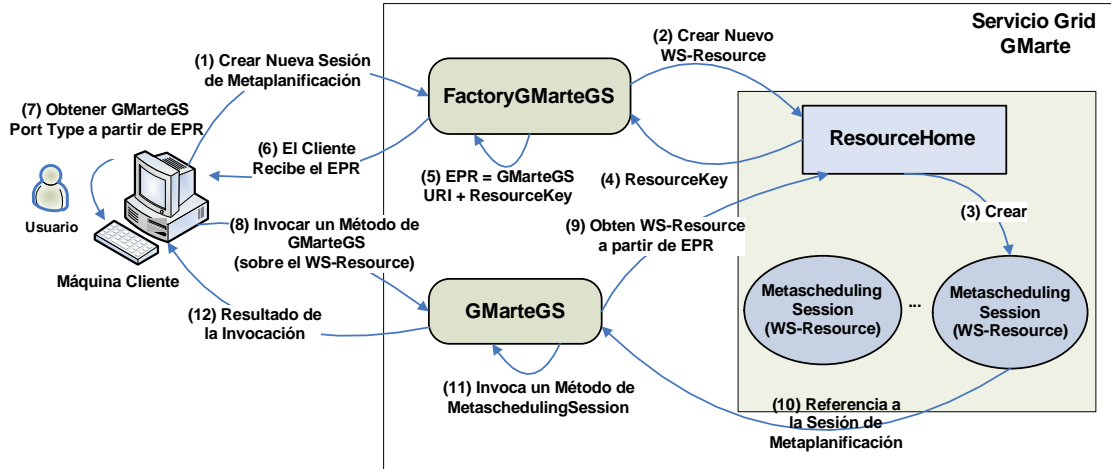 Servicio Grid
GMarte
(1) Crear Nueva Sesión
de Metaplanificación
(2) Crear Nuevo
WS-Resource
(7) Obtener GMarteGS
Port Type a partir de EPR
FactoryGMarteGS
ResourceHome
(6) El Cliente
Recibe el EPR
(5) EPR = GMarteGS
URI + ResourceKey
(4) ResourceKey
(3) Crear
Usuario
Máquina Cliente
(8) Invocar un Método de
GMarteGS
(sobre el WS-Resource)
(9) Obten WS-Resource
a partir de EPR
GMarteGS
Metascheduling
Session
(WS-Resource)
...
Metascheduling
Session
(WS-Resource)
(12) Resultado de
la Invocación
(11) Invoca un Método de
MetaschedulingSession
(10) Referencia a
la Sesión de
Metaplanificación